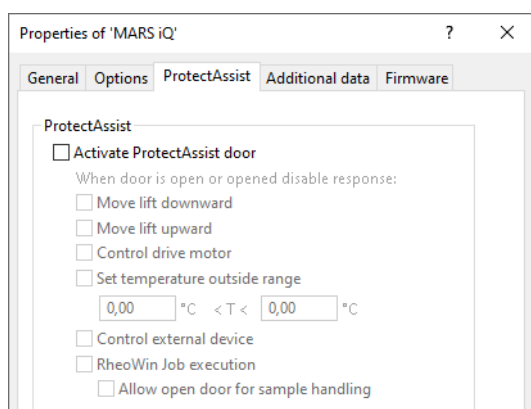 Properties of 'MARS iQ' ?
General Options ProtectAssist Additional data Firmware
ProtectAssist
Activate ProtectAssist door
When door is open or opened disable response:
Move lift downward
Move lift upward
Control drive motor
Set temperature outside range
0,00 °C < T < 0,00 °C
Control external device
RheoWin Job execution
Allow open door for sample handling